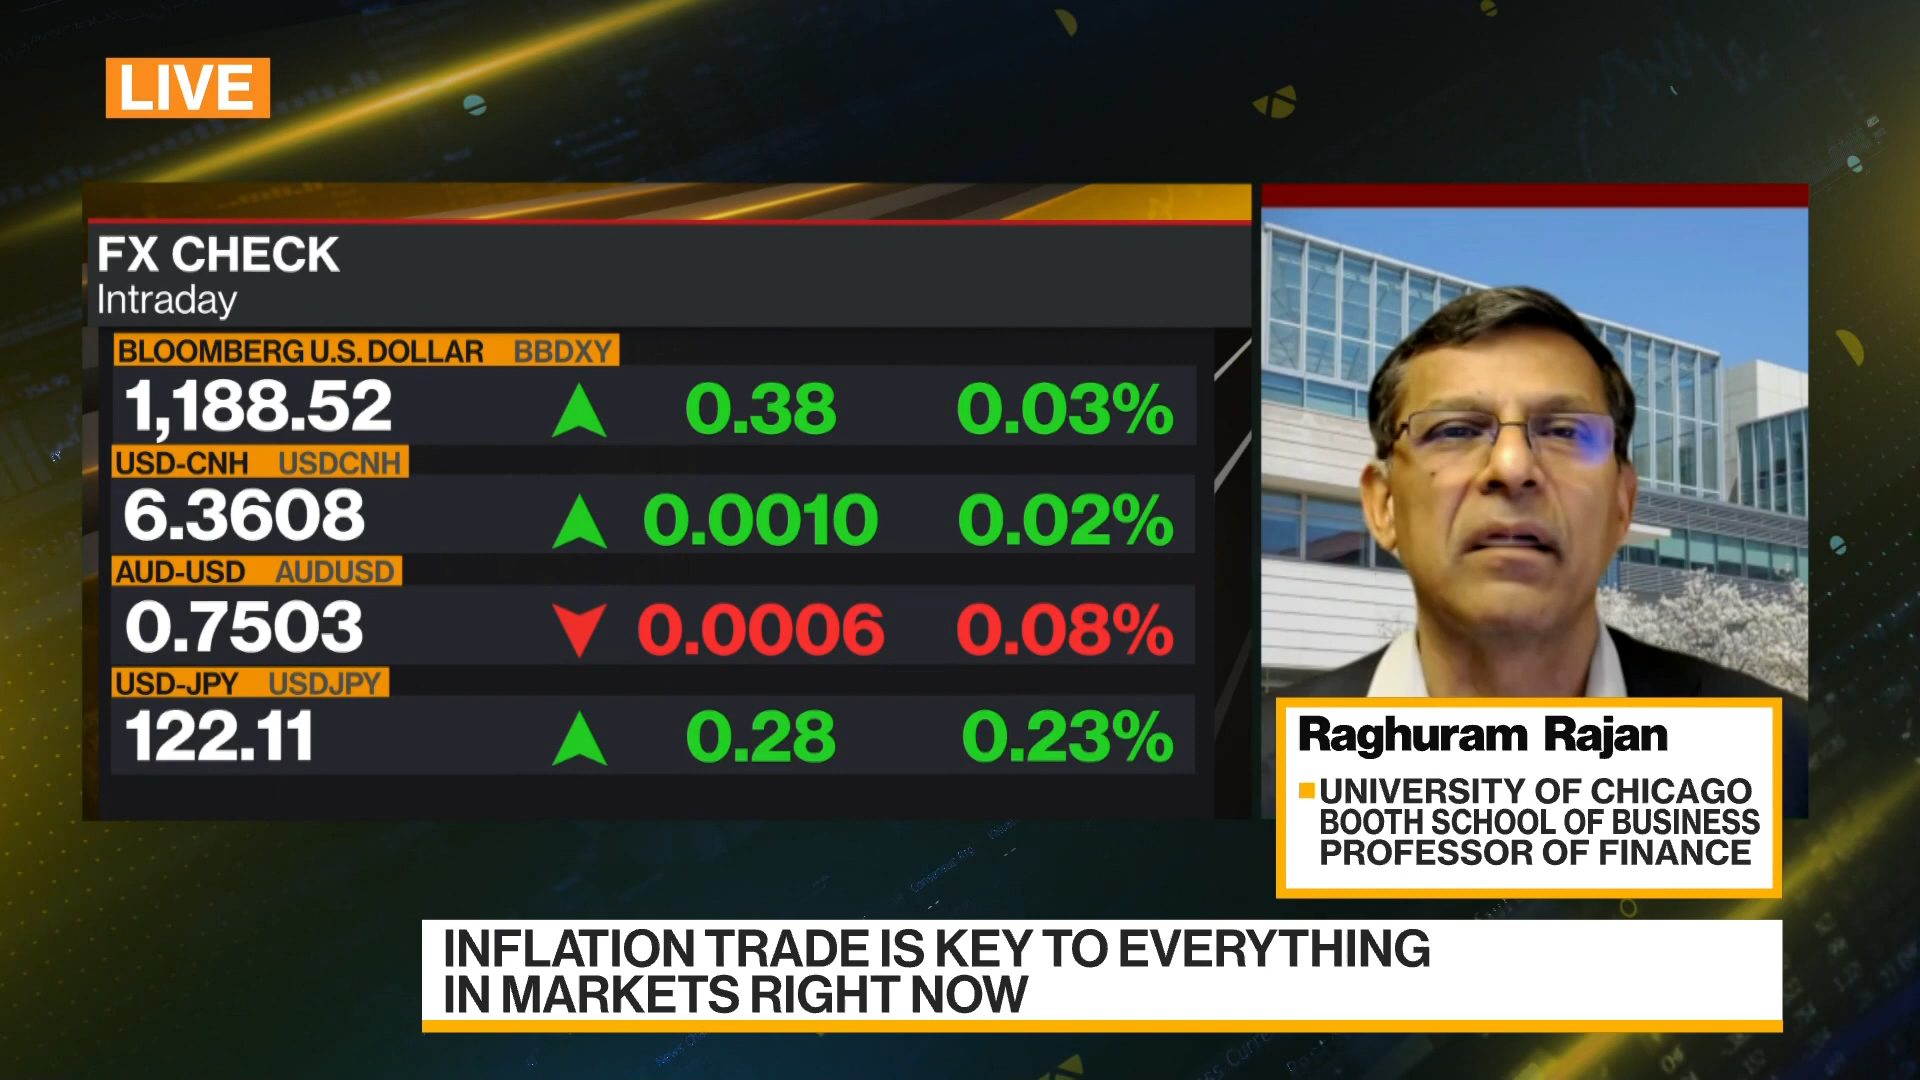 LIVE
FX CHECK
Intraday
BLOOMBERG U.S. DOLLAR BBDXY
1,188.52 0.38 0.03%
USD-CNH USDCNH
6.3608 0.0010 0.02%
AUD-USD AUDUSD
0.7503 0.0006 0.08%
USD-JPY USDJPY
122.11 0.28 0.23%
Raghuram Rajan
UNIVERSITY OF CHICAGO
BOOTH SCHOOL OF BUSINESS
PROFESSOR OF FINANCE
INFLATION TRADE IS KEY TO EVERYTHING
IN MARKETS RIGHT NOW